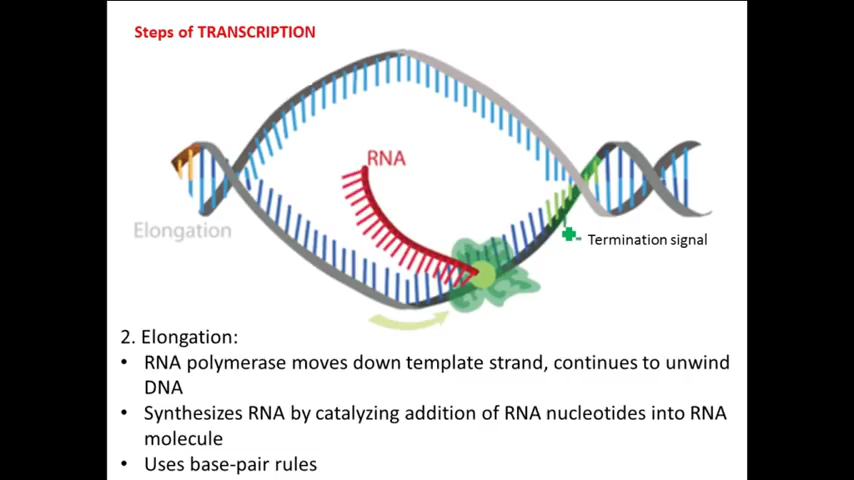 Steps of TRANSCRIPTION
RNA
Elongation
Termination signal
2. Elongation:
• RNA polymerase moves down template strand, continues to unwind
DNA
• Synthesizes RNA by catalyzing addition of RNA nucleotides into RNA
molecule
• Uses base-pair rules